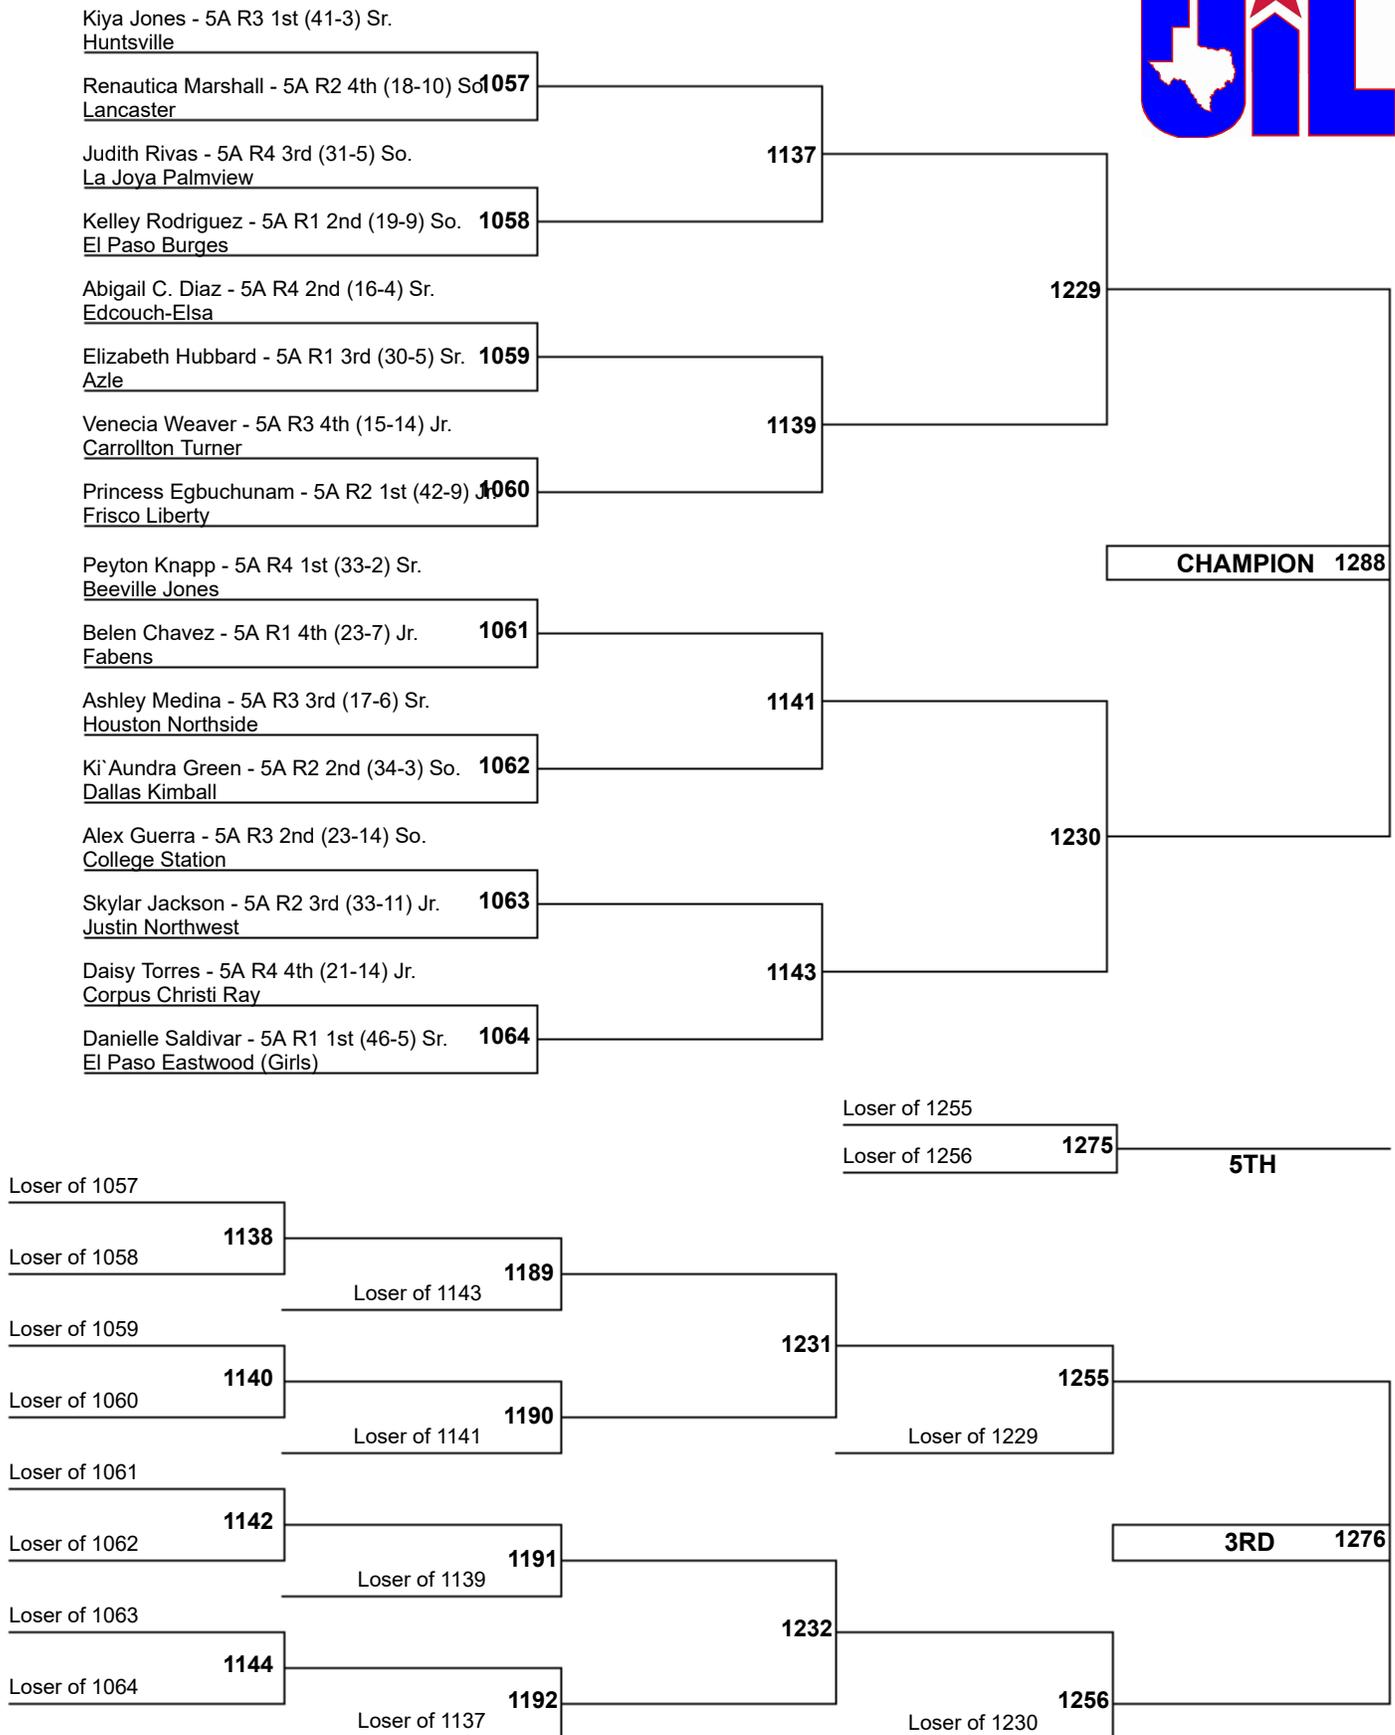 UIL
Kiya Jones - 5A R3 1st (41-3) Sr.
Huntsville
Renautica Marshall - 5A R2 4th (18-10) So.
1057
Lancaster
Judith Rivas - 5A R4 3rd (31-5) So.
1137
La Joya Palmview
Kelley Rodriguez - 5A R1 2nd (19-9) So.
1058
El Paso Burges
Abigail C. Diaz - 5A R4 2nd (16-4) Sr.
1229
Edcouch-Elsa
Elizabeth Hubbard - 5A R1 3rd (30-5) Sr.
1059
Azle
Venecia Weaver - 5A R3 4th (15-14) Jr.
1139
Carrollton Turner
Princess Egbuchunam - 5A R2 1st (42-9) Jr.
1060
Frisco Liberty
Peyton Knapp - 5A R4 1st (33-2) Sr.
CHAMPION 1288
Beeville Jones
Belen Chavez - 5A R1 4th (23-7) Jr.
1061
Fabens
Ashley Medina - 5A R3 3rd (17-6) Sr.
1141
Houston Northside
Ki`Aundra Green - 5A R2 2nd (34-3) So.
1062
Dallas Kimball
Alex Guerra - 5A R3 2nd (23-14) So.
1230
College Station
Skylar Jackson - 5A R2 3rd (33-11) Jr.
1063
Justin Northwest
Daisy Torres - 5A R4 4th (21-14) Jr.
1143
Corpus Christi Ray
Danielle Saldivar - 5A R1 1st (46-5) Sr.
1064
El Paso Eastwood (Girls)
Loser of 1255
1275
Loser of 1256
5TH
Loser of 1057
1138
Loser of 1058
1189
Loser of 1143
Loser of 1059
1231
1140
1255
Loser of 1060
1190
Loser of 1141
Loser of 1229
Loser of 1061
1142
Loser of 1062
3RD 1276
1191
Loser of 1139
Loser of 1063
1232
1144
Loser of 1064
1192
1256
Loser of 1137
Loser of 1230